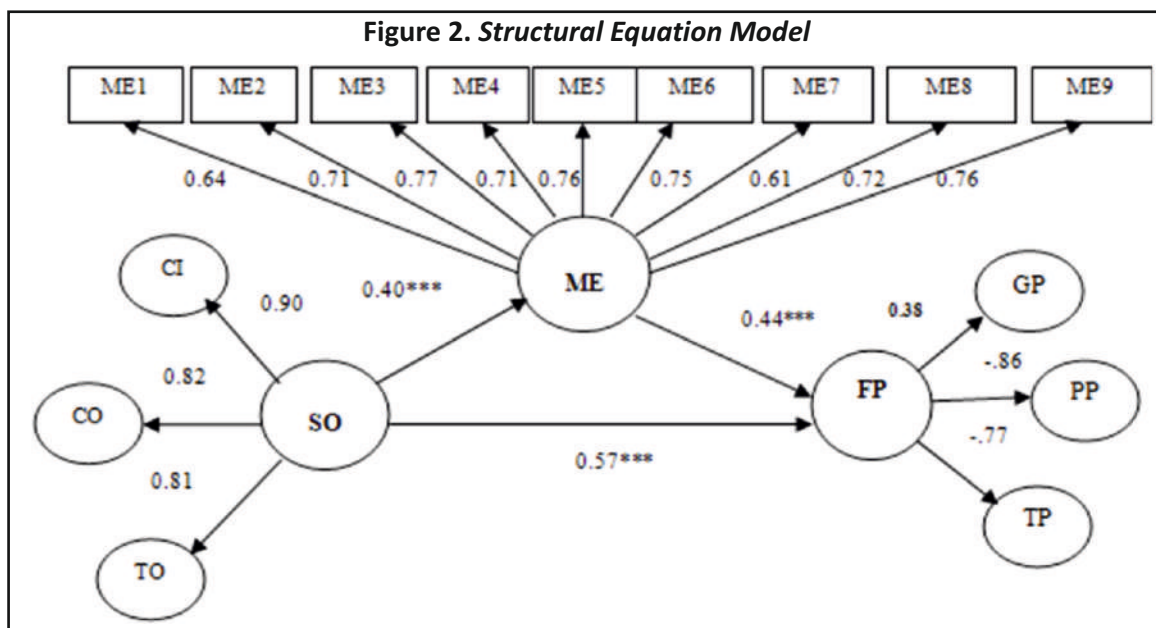 Figure 2. Structural Equation Model
ME1 ME2 ME3 ME4 ME5 ME6 ME7 ME8 ME9
0.64 0.71 0.77 0.71 0.76 0.75 0.61 0.72 0.76
CI
ME
GP
0.90
0.40***
0.44***
0.38
0.82
-.86
CO
SO
FP
PP
0.81
0.57***
-.77
TO
TP